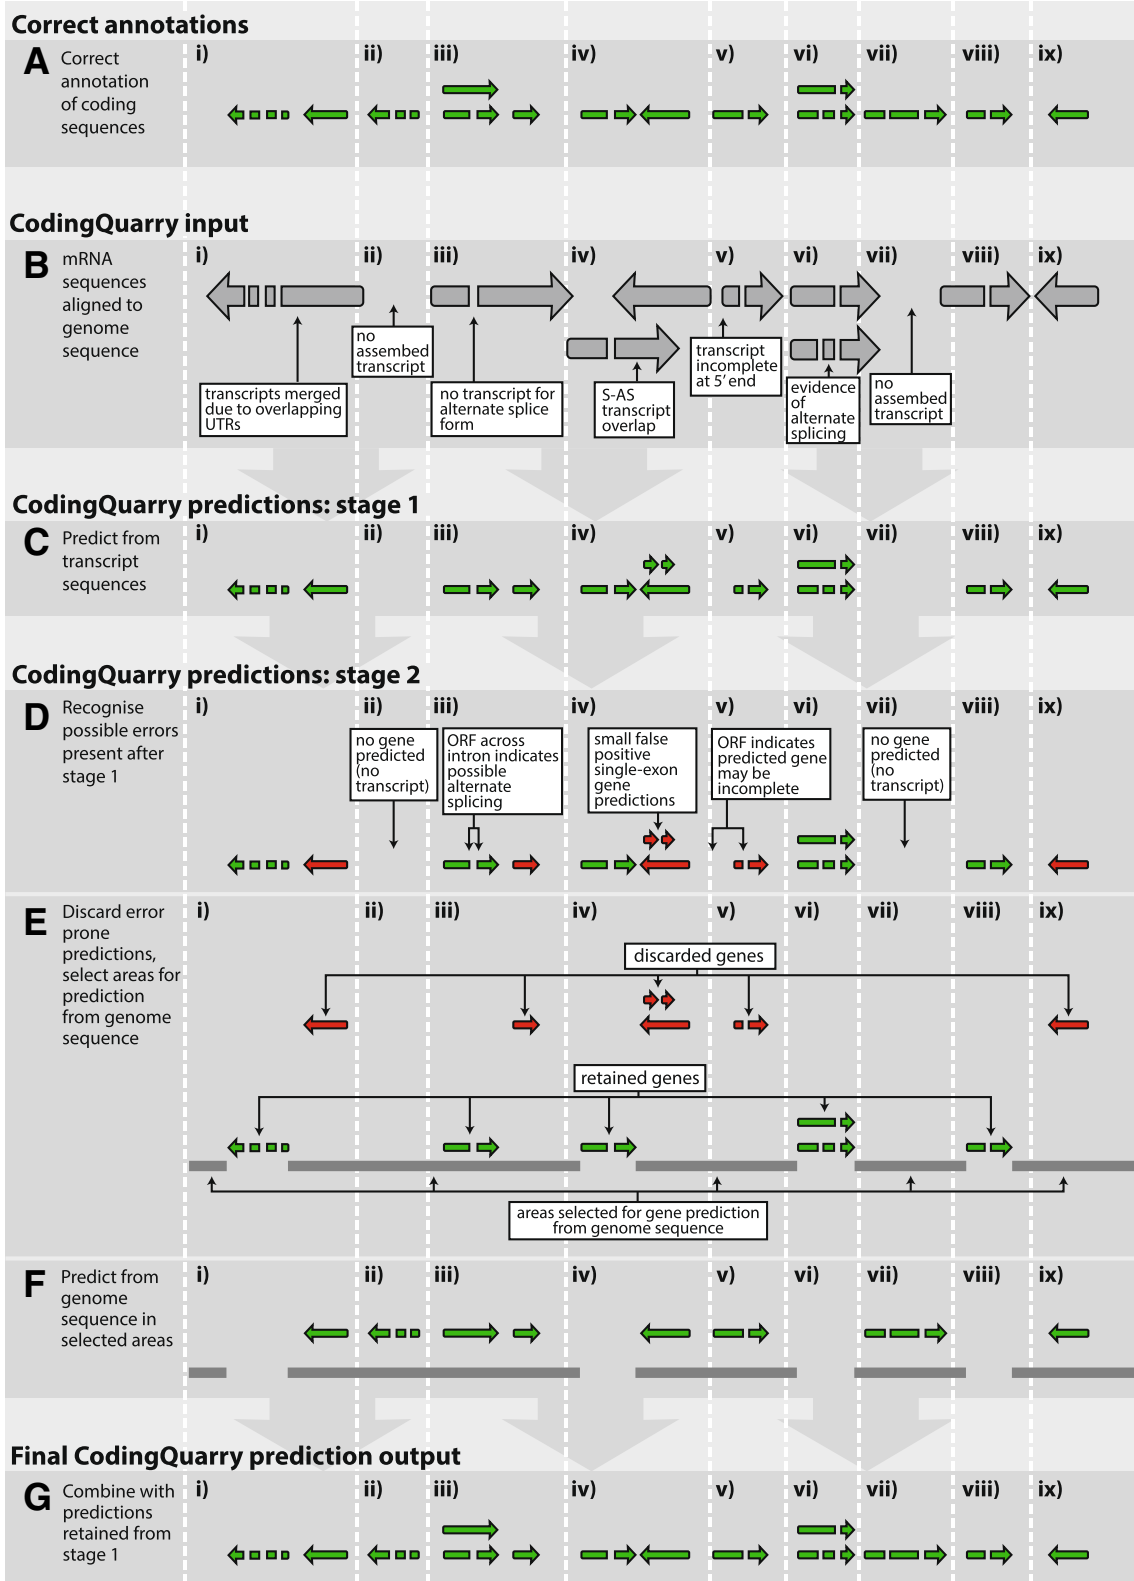 Correct annotations
A Correct
annotation
of coding
sequences
i) ii) iii) iv) v) vi) vii) viii) ix)
CodingQuarry input
B mRNA
sequences
aligned to
genome
sequence
i) ii) iii) iv) v) vi) vii) viii) ix)
transcripts merged
due to overlapping
UTRs
no
assembed
transcript
no transcript for
alternate splice
form
S-AS
transcript
overlap
transcript
incomplete
at 5' end
evidence
of
alternate
splicing
no
assembed
transcript
CodingQuarry predictions: stage 1
C Predict from
transcript
sequences
i) ii) iii) iv) v) vi) vii) viii) ix)
CodingQuarry predictions: stage 2
D Recognise
possible errors
present after
stage 1
i) ii) iii) iv) v) vi) vii) viii) ix)
no gene
predicted
(no
transcript)
ORF across
intron indicates
possible
alternate
splicing
small false
positive
single-exon
gene
predictions
ORF indicates
predicted gene
may be
incomplete
no gene
predicted
(no
transcript)
E Discard error
prone
predictions,
select areas for
prediction
from genome
sequence
i) ii) iii) iv) v) vi) vii) viii) ix)
discarded genes
retained genes
areas selected for gene prediction
from genome sequence
F Predict from
genome
sequence in
selected areas
i) ii) iii) iv) v) vi) vii) viii) ix)
Final CodingQuarry prediction output
G Combine with
predictions
retained from
stage 1
i) ii) iii) iv) v) vi) vii) viii) ix)